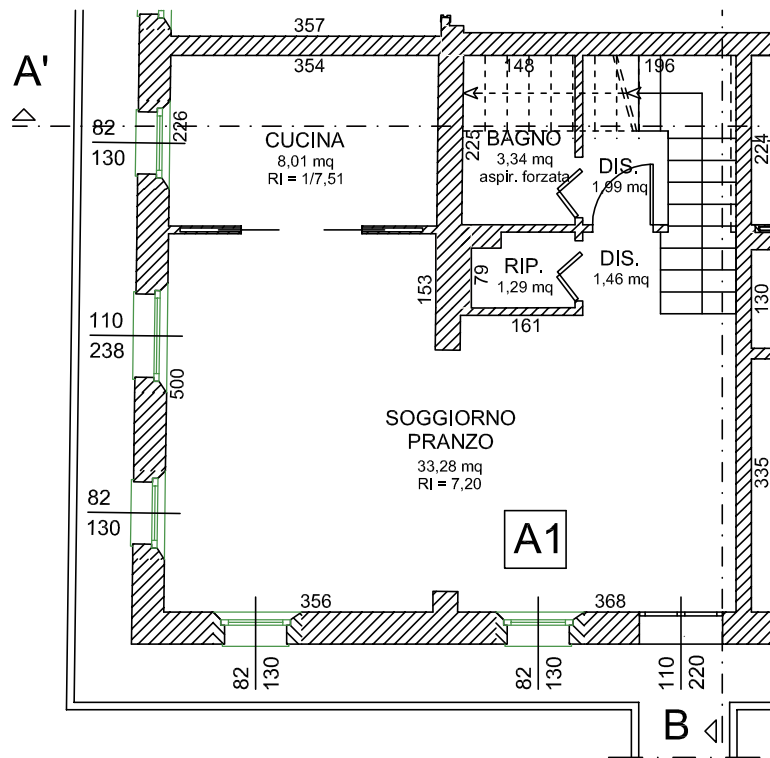 357
354
148
196
A'
82
130
226
CUCINA
8,01 mq
RI = 1/7,51
225
BAGNO
3,34 mq
aspir. forzata
DIS.
1,99 mq
224
153
79
RIP.
1,29 mq
DIS.
1,46 mq
161
130
110
238
500
SOGGIORNO
PRANZO
33,28 mq
RI = 7,20
335
82
130
A1
356
368
82
130
82
130
110
220
B